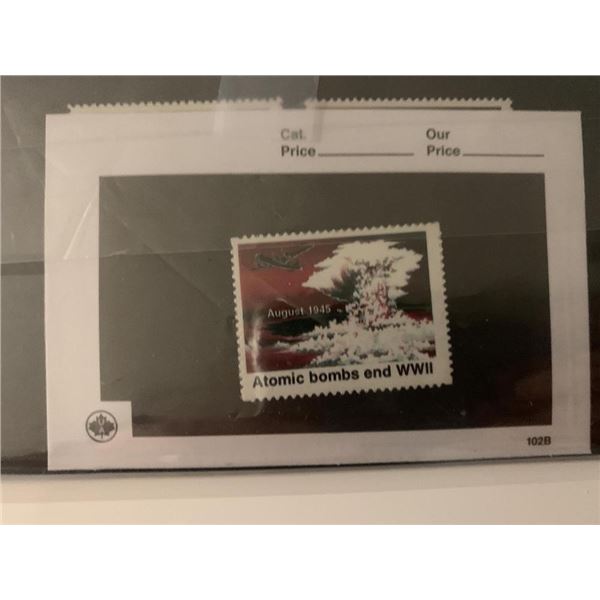 Cat.
Price
Our
Price
August 1945
Atomic bombs end WWII
102B